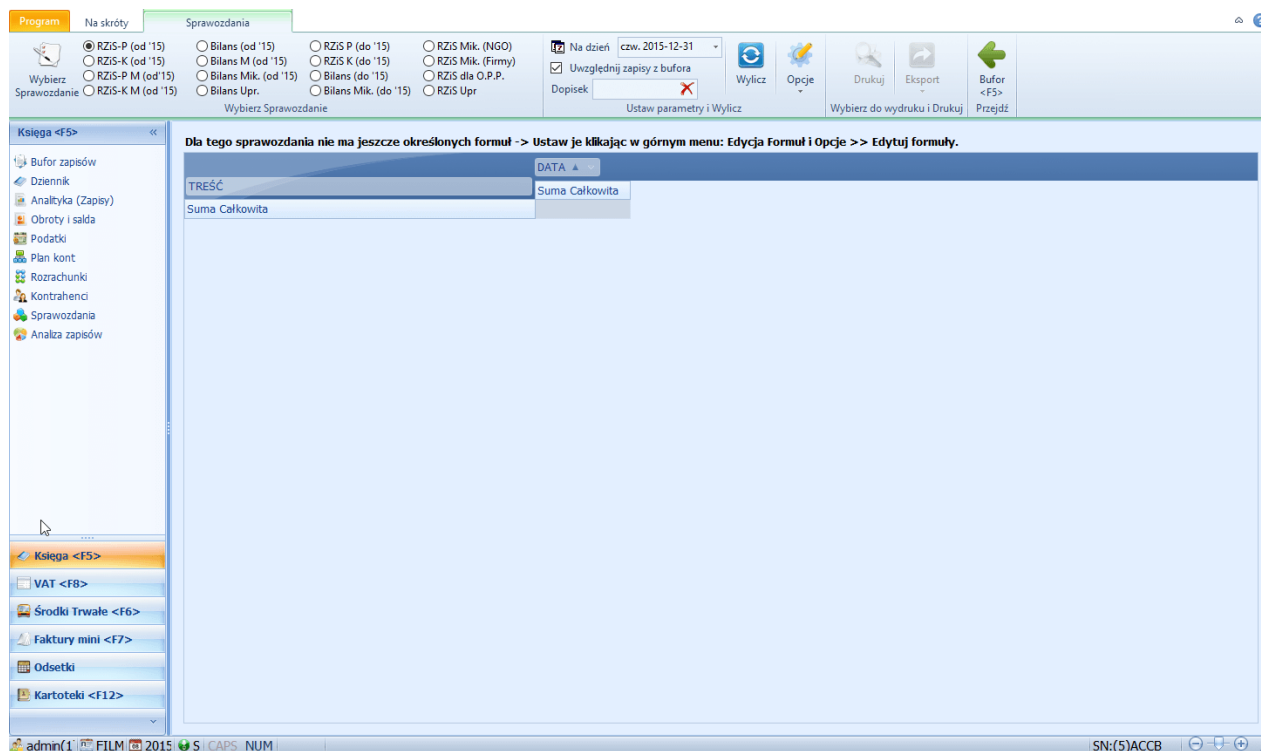 Program Na skróty Sprawozdania
RZiS-P (od '15) Bilans (od '15) RZiS P (do '15) RZiS Mik. (NGO) Na dzień czw. 2015-12-31
RZiS-K (od '15) Bilans M (od '15) RZiS K (do '15) RZiS Mik. (Firmy) Uwzględnij zapisy z bufora
Wybierz RZiS-P M (od'15) Bilans Mik. (od '15) Bilans (do '15) RZiS dla O.P.P. Wylicz Opcje Drukuj Eksport Bufor
Sprawozdanie RZiS-K M (od '15) Bilans Upr. Bilans Mik. (do '15) RZiS Upr Dopisek <F5>
Wybierz Sprawozdanie Ustaw parametry i Wylicz Wybierz do wydruku i Drukuj Przejdź
Księga <F5> «
Dla tego sprawozdania nie ma jeszcze określonych formuł -> Ustaw je klikając w górnym menu: Edycja Formuł i Opcje >> Edytuj formuły.
DATA
TREŚĆ Suma Całkowita
Suma Całkowita
Bufor zapisów
Dziennik
Analityka (Zapisy)
Obroty i salda
Podatki
Plan kont
Rozrachunki
Kontrahenci
Sprawozdania
Analiza zapisów
Księga <F5>
VAT <F8>
Środki Trwałe <F6>
Faktury mini <F7>
Odsetki
Kartoteki <F12>
admin(1 FILM 2015 S CAPS NUM SN:(5)ACCB